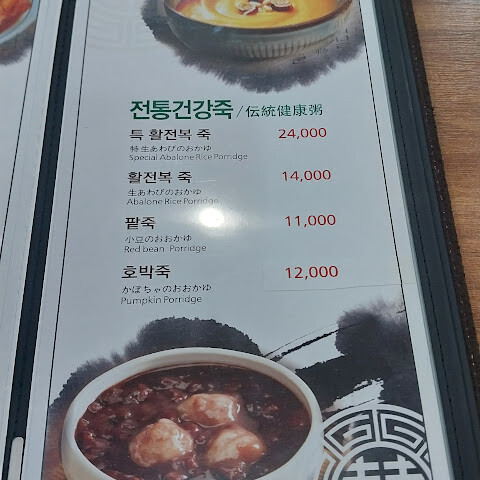 전통건강죽/伝統健康粥
특 활전복 죽 24,000
特 生あわびのおかゆ
Special Abalone Rice Porridge
활전복 죽 14,000
生あわびのおかゆ
Abalone Rice Porridge
팥죽 11,000
小豆のおおかゆ
Red bean Porridge
호박죽 12,000
かぼちゃのおおかゆ
Pumpkin Porridge